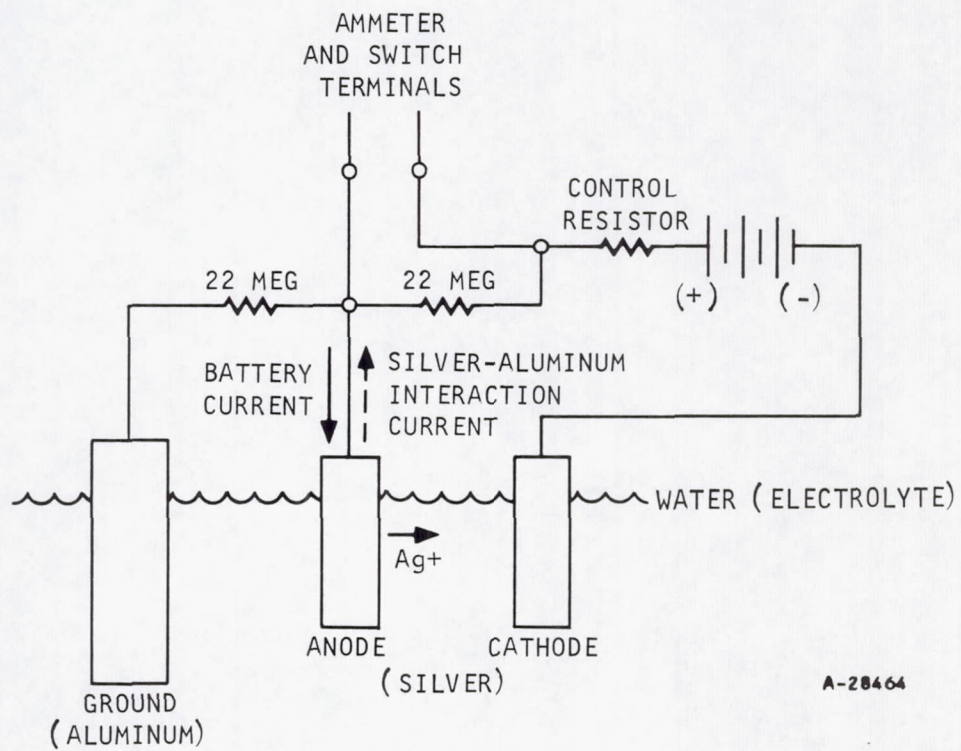 AMMETER
AND SWITCH
TERMINALS
CONTROL
RESISTOR
22 MEG
22 MEG
(+)
(-)
BATTERY
CURRENT
SILVER-ALUMINUM
INTERACTION
CURRENT
WATER (ELECTROLYTE)
Ag+
ANODE
CATHODE
(SILVER)
GROUND
(ALUMINUM)
A-28464